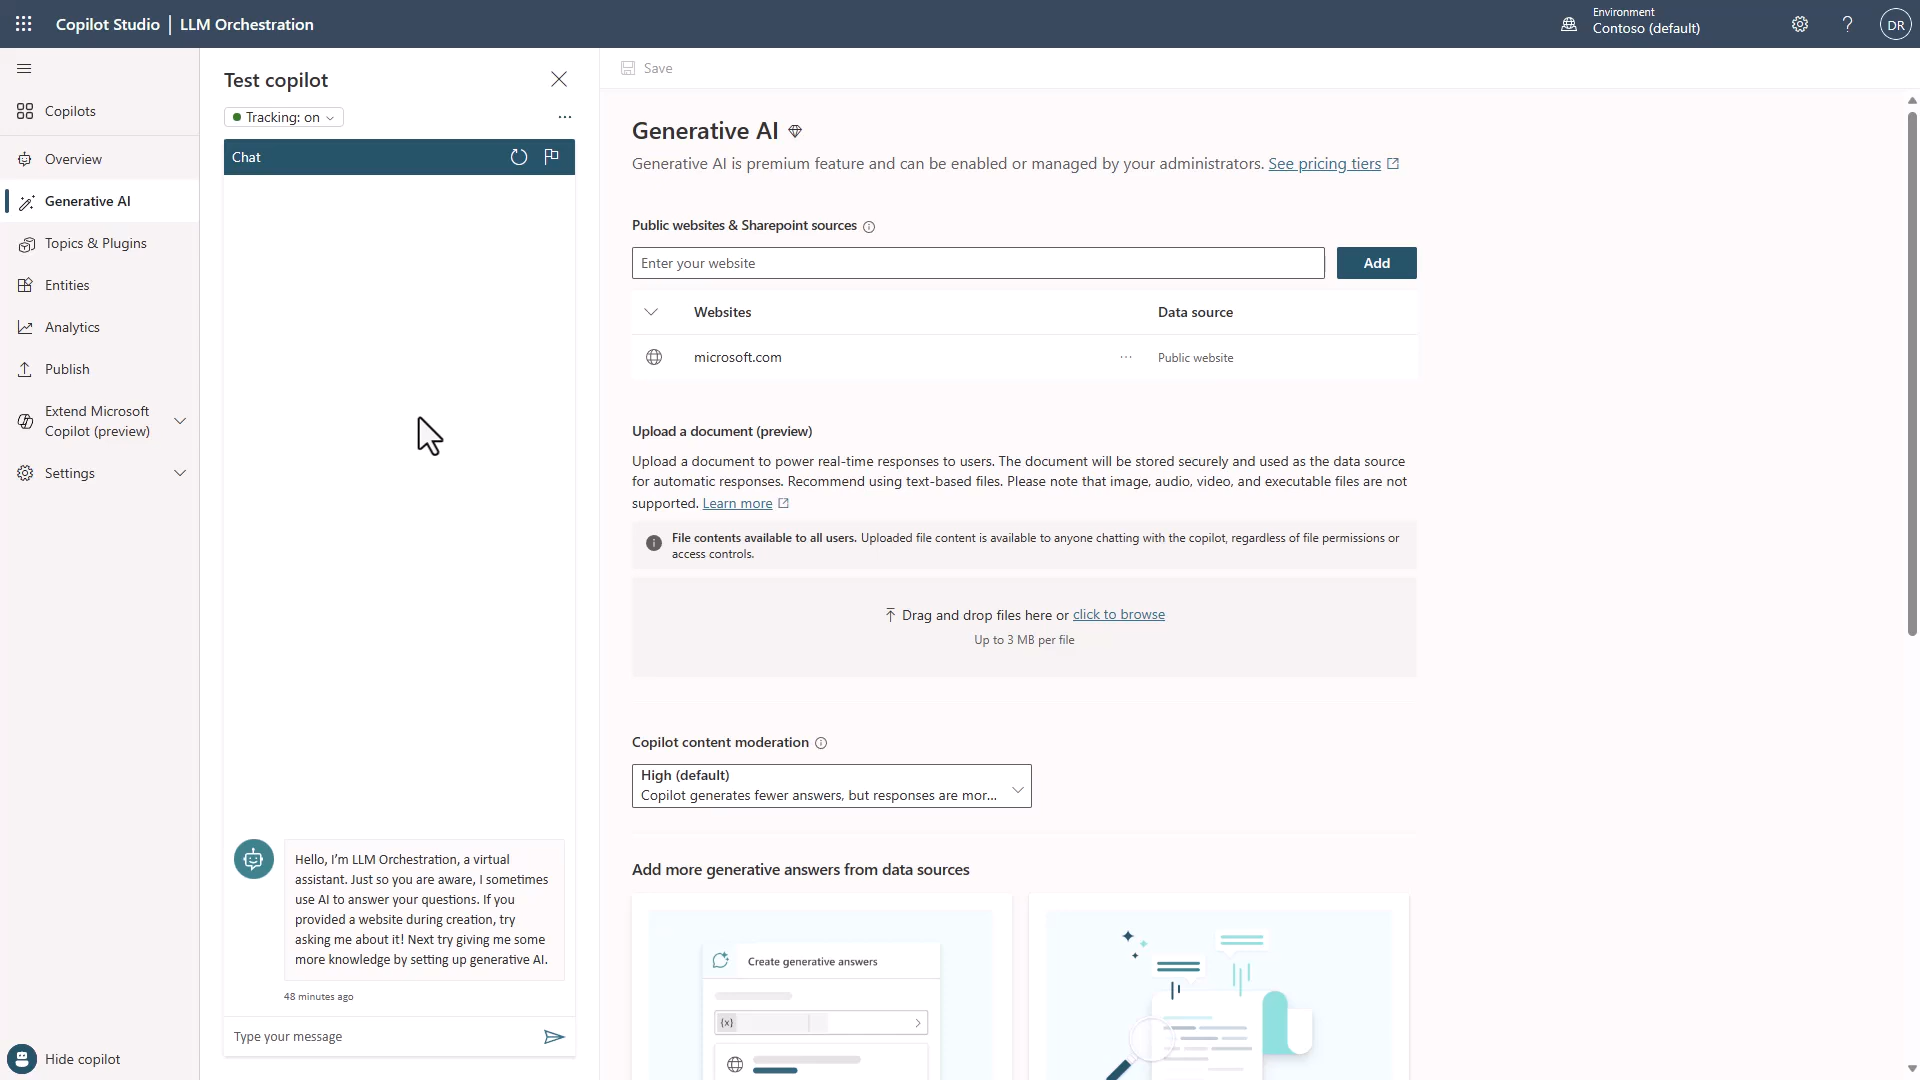 Copilot Studio | LLM Orchestration
Environment
Contoso (default)
DR
Copilots
Overview
Generative AI
Topics & Plugins
Entities
Analytics
Publish
Extend Microsoft
Copilot (preview)
Settings
Hide copilot
Test copilot
Tracking: on
Chat
Hello, I'm LLM Orchestration, a virtual
assistant. Just so you are aware, I sometimes
use AI to answer your questions. If you
provided a website during creation, try
asking me about it! Next try giving me some
more knowledge by setting up generative AI.
48 minutes ago
Type your message
Save
Generative AI
Generative AI is premium feature and can be enabled or managed by your administrators. See pricing tiers
Public websites & Sharepoint sources
Enter your website
Add
Websites Data source
microsoft.com ... Public website
Upload a document (preview)
Upload a document to power real-time responses to users. The document will be stored securely and used as the data source
for automatic responses. Recommend using text-based files. Please note that image, audio, video, and executable files are not
supported. Learn more
File contents available to all users. Uploaded file content is available to anyone chatting with the copilot, regardless of file permissions or
access controls.
Drag and drop files here or click to browse
Up to 3 MB per file
Copilot content moderation
High (default)
Copilot generates fewer answers, but responses are mor...
Add more generative answers from data sources
Create generative answers
{x}